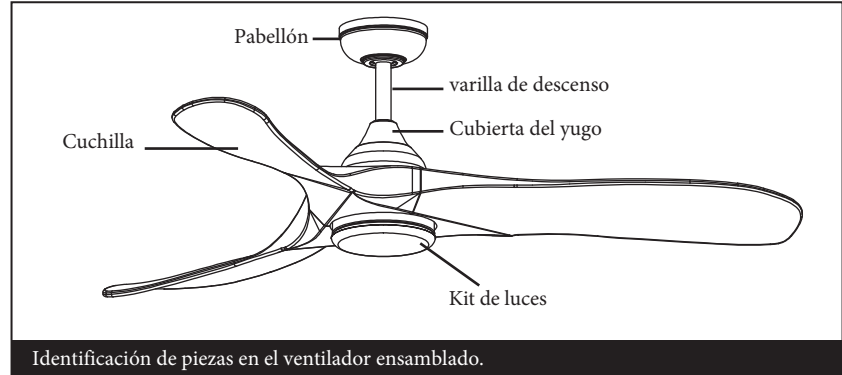 Pabellón
varilla de descenso
Cubierta del yugo
Cuchilla
Kit de luces
Identificación de piezas en el ventilador ensamblado.